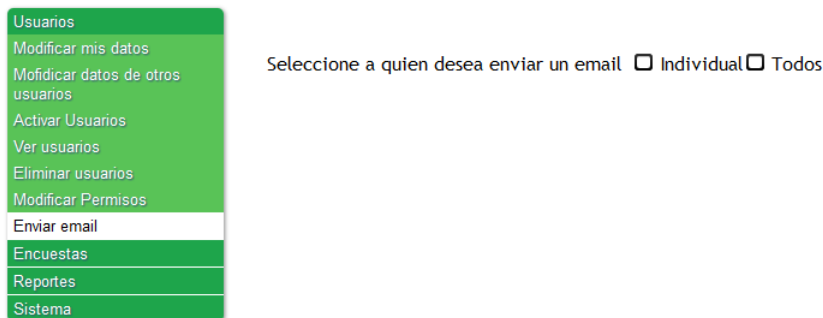 Usuarios
Modificar mis datos
Mofidicar datos de otros
usuarios
Activar Usuarios
Ver usuarios
Eliminar usuarios
Modificar Permisos
Enviar email
Encuestas
Reportes
Sistema
Seleccione a quien desea enviar un email Individual Todos